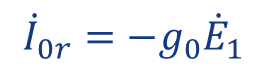 İ₀ᵣ = −g₀Ė₁